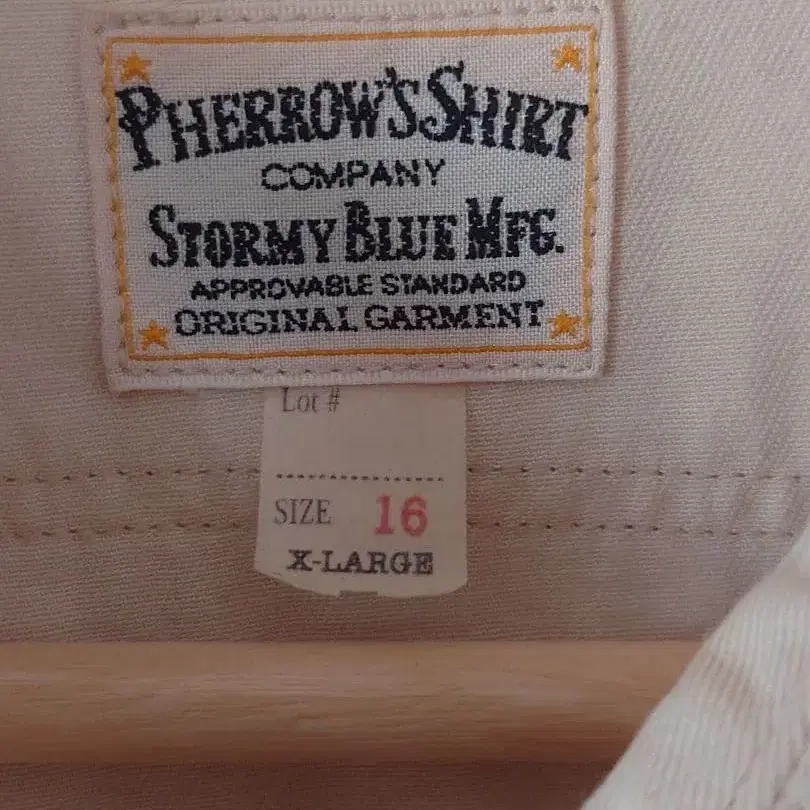 PHERROW'S SHIRT
COMPANY
STORMY BLUE MFG.
APPROVABLE STANDARD
ORIGINAL GARMENT
Lot #
SIZE 16
X-LARGE